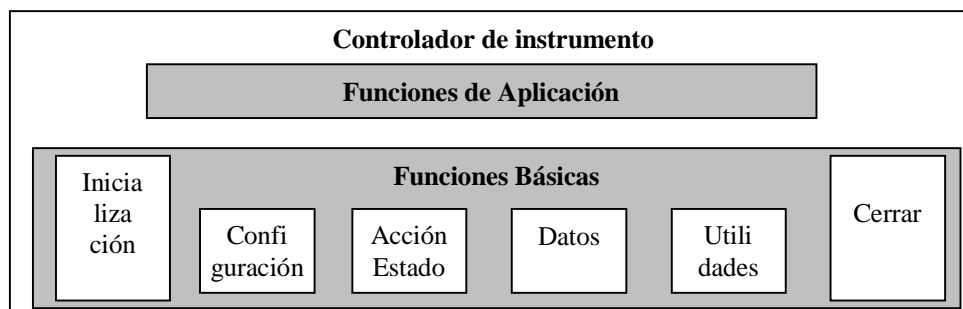 Controlador de instrumento
Funciones de Aplicación
Funciones Básicas
Inicia
liza
ción
Confi
guración
Acción
Estado
Datos
Utili
dades
Cerrar